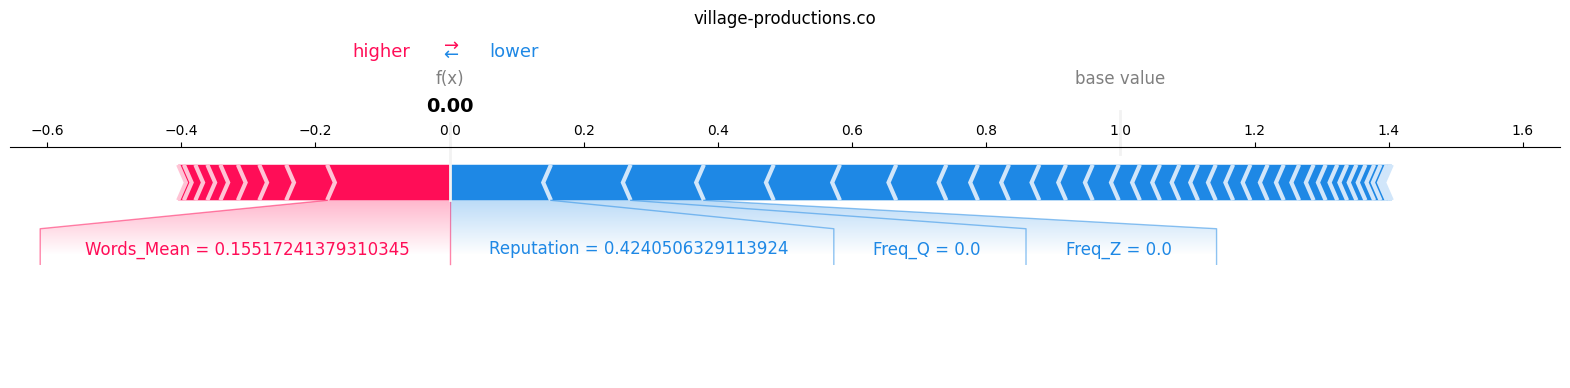 village-productions.co
higher → ← lower
f(x) base value
0.00
−0.6 −0.4 −0.2 0.0 0.2 0.4 0.6 0.8 1.0 1.2 1.4 1.6
Words_Mean = 0.15517241379310345 Reputation = 0.4240506329113924 Freq_Q = 0.0 Freq_Z = 0.0